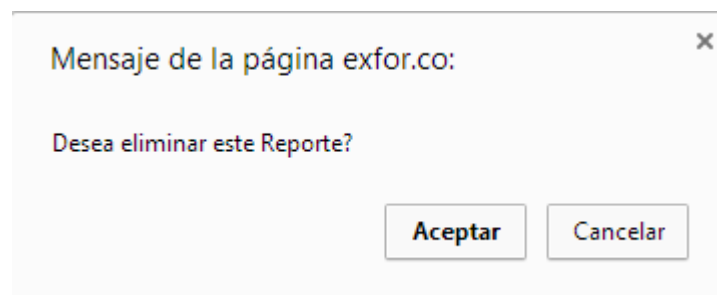 Mensaje de la página exfor.co:
Desea eliminar este Reporte?
Aceptar Cancelar